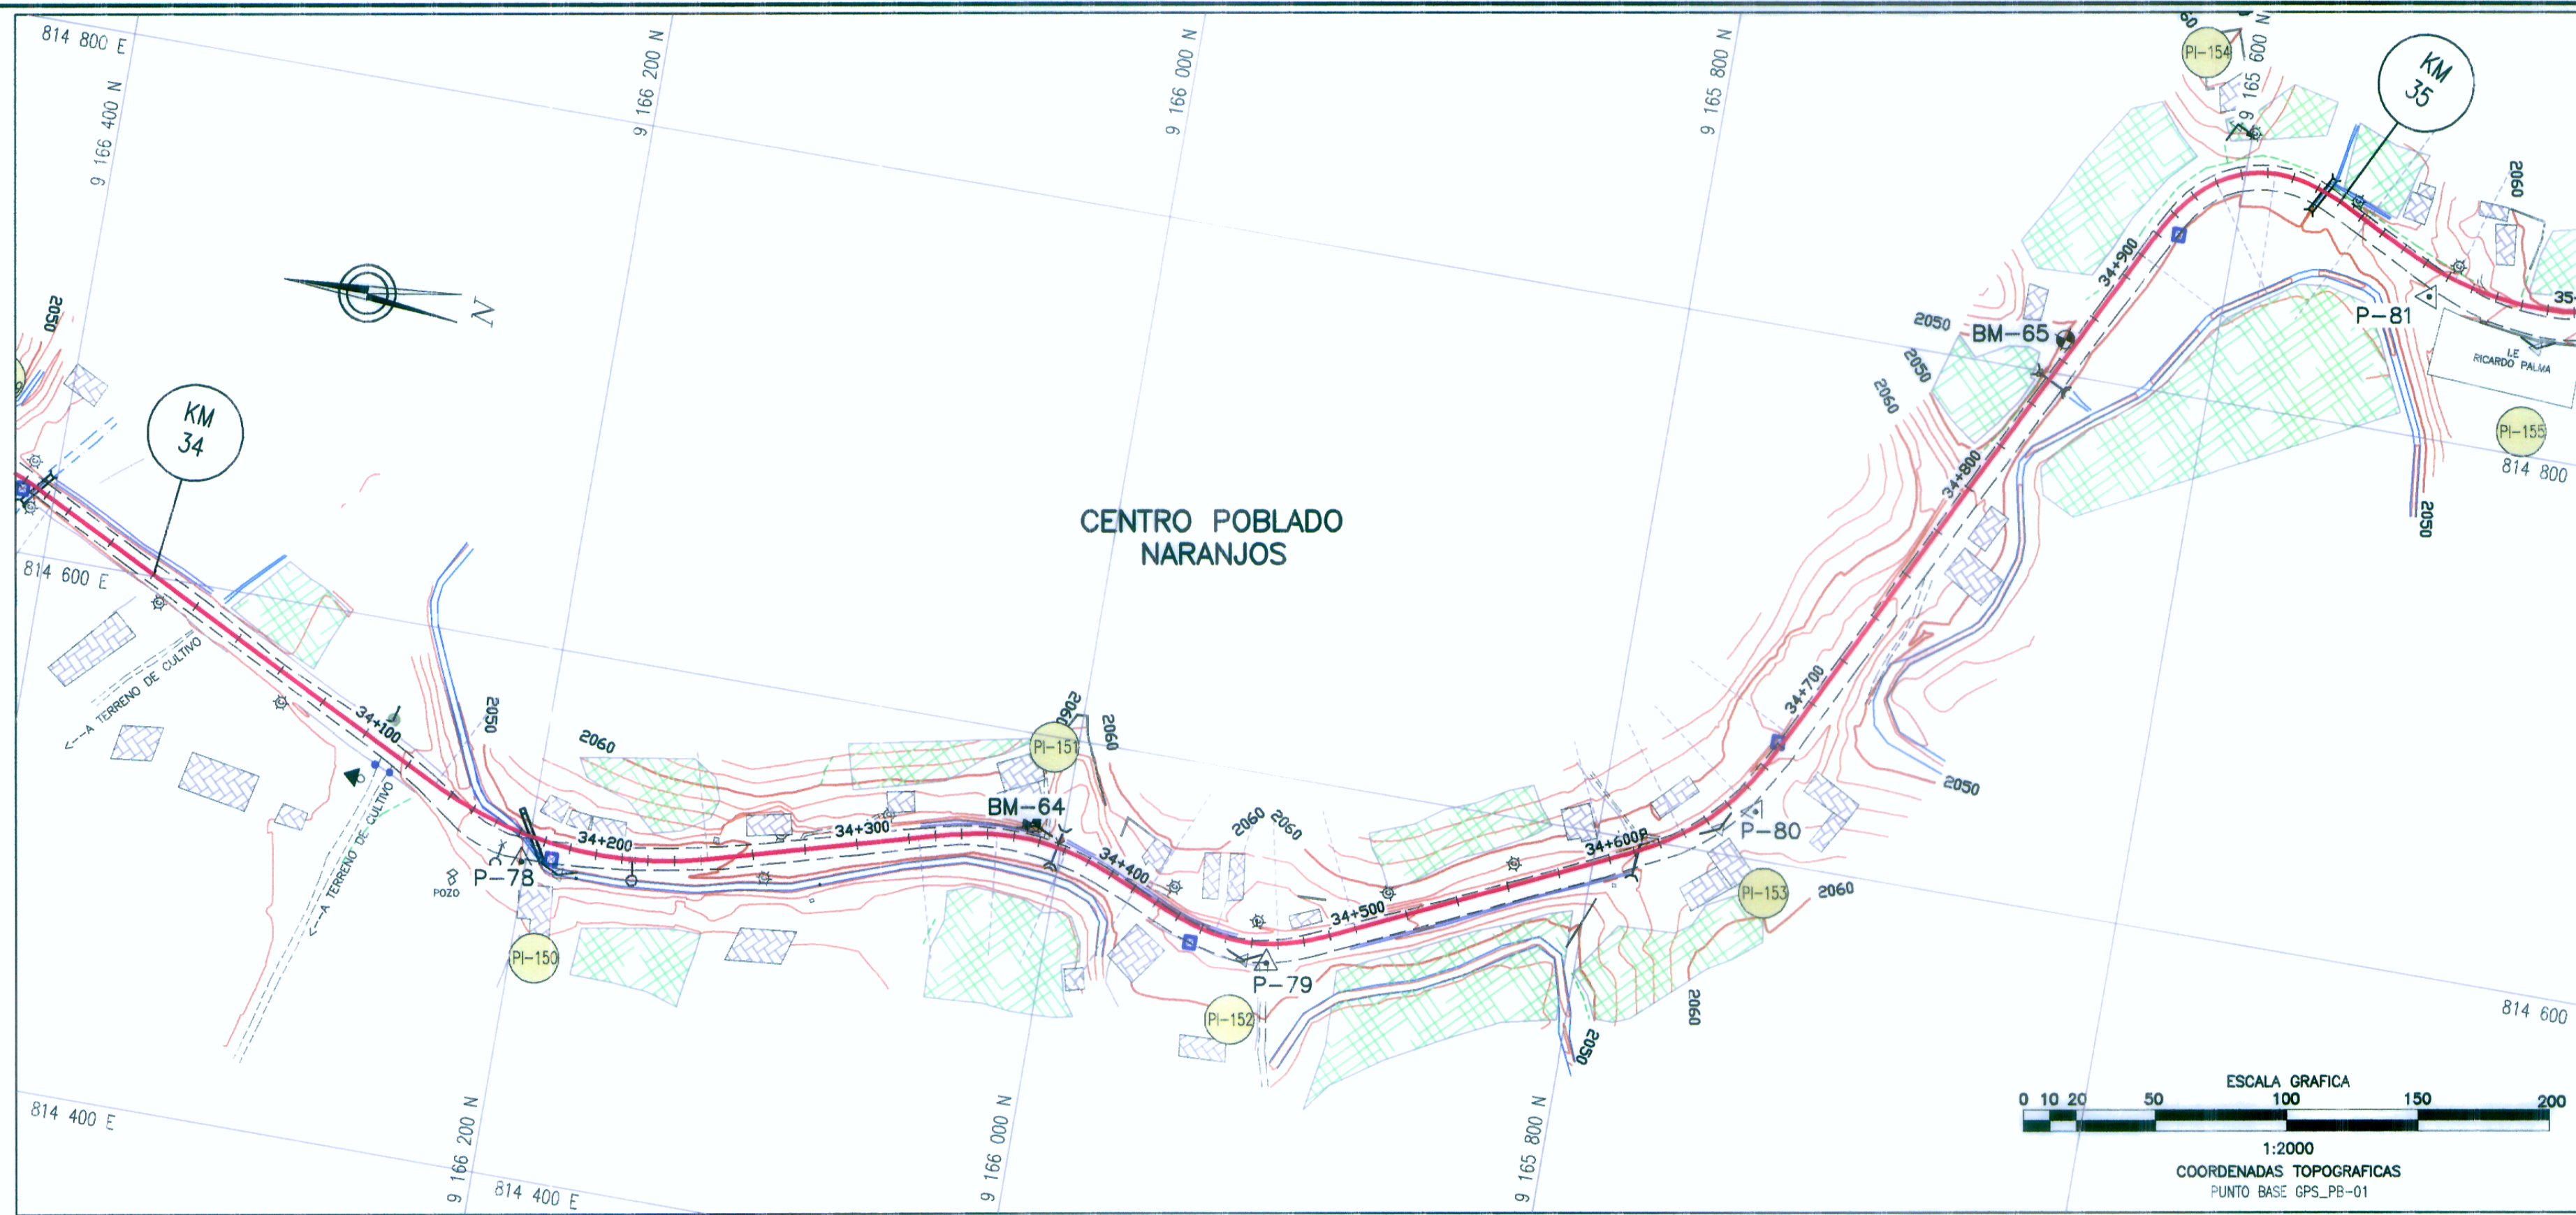 814 800 E
9 166 400 N
9 166 200 N
9 166 000 N
9 165 800 N
9 165 600 N
60
PI-154
KM
35
2060
N
2050
KM
34
814 600 E
CENTRO POBLADO
NARANJOS
2050
BM-65
2050
2060
34+900
P-81
35+
I.E
RICARDO PALMA
PI-155
814 800
2050
34+800
<---A TERRENO DE CULTIVO
34+100
2050
2060
2060
PI-151
2060
34+700
2050
<---A TERRENO DE CULTIVO
POZO
P-78
34+200
34+300
BM-64
34+400
2060
2060
34+500
34+600
P-80
PI-153
2060
PI-150
P-79
PI-152
2060
2050
814 600
814 400 E
9 166 200 N
814 400 E
9 166 000 N
9 165 800 N
ESCALA GRAFICA
0 10 20 50 100 150 200
1:2000
COORDENADAS TOPOGRAFICAS
PUNTO BASE GPS_PB-01